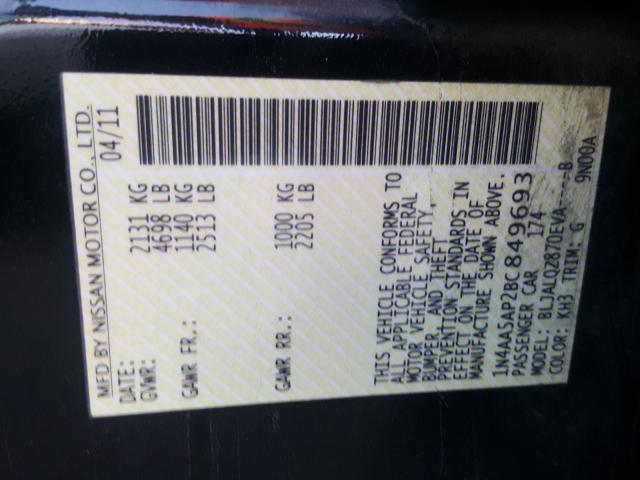 MFD BY NISSAN MOTOR CO., LTD.
DATE: 04/11
GVWR: 2131 KG
4698 LB
GAWR FR.: 1140 KG
2513 LB
GAWR RR.: 1000 KG
2205 LB
THIS VEHICLE CONFORMS TO
ALL APPLICABLE FEDERAL
MOTOR VEHICLE SAFETY,
BUMPER, AND THEFT
PREVENTION STANDARDS IN
EFFECT ON THE DATE OF
MANUFACTURE SHOWN ABOVE.
1N4AA5AP2BC849693
PASSENGER CAR 174
MODEL: BLJALQZ870EVA----B
COLOR: KH3 TRIM: G 9N00A